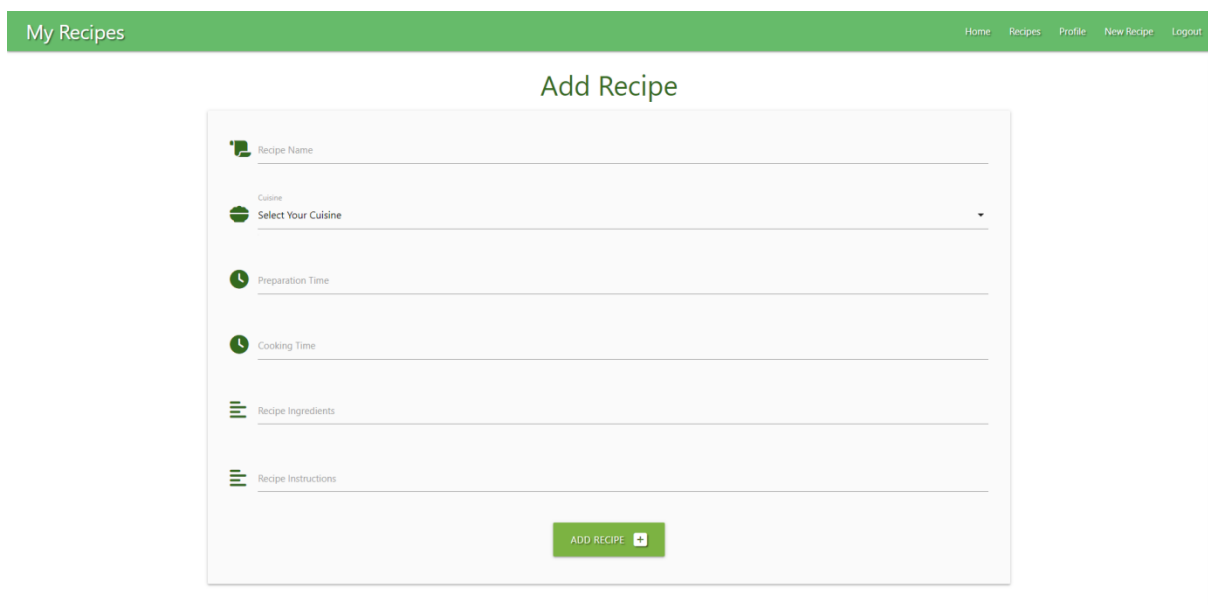 My Recipes
Home Recipes Profile New Recipe Logout
Add Recipe
Recipe Name
Cuisine
Select Your Cuisine
Preparation Time
Cooking Time
Recipe Ingredients
Recipe Instructions
ADD RECIPE